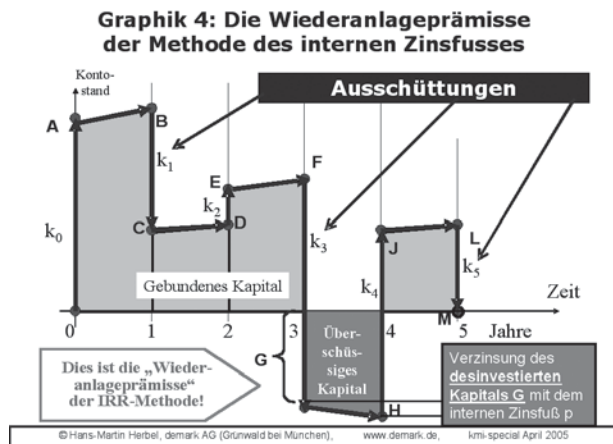 Graphik 4: Die Wiederanlageprämisse
der Methode des internen Zinsfusses
Konto-
stand
Ausschüttungen
A
B
k₁
F
E
k₂
C
D
k₃
J
L
k₀
k₅
k₄
Gebundenes Kapital
Zeit
M
0
1
2
3
4
5
Jahre
G
Über-
schüs-
siges
Kapital
H
Dies ist die „Wieder-
anlageprämisse“
der IRR-Methode!
Verzinsung des
desinvestierten
Kapitals G mit dem
internen Zinsfuß p
© Hans-Martin Herbel, demark AG (Grünwald bei München), www.demark.de, kmi-special April 2005